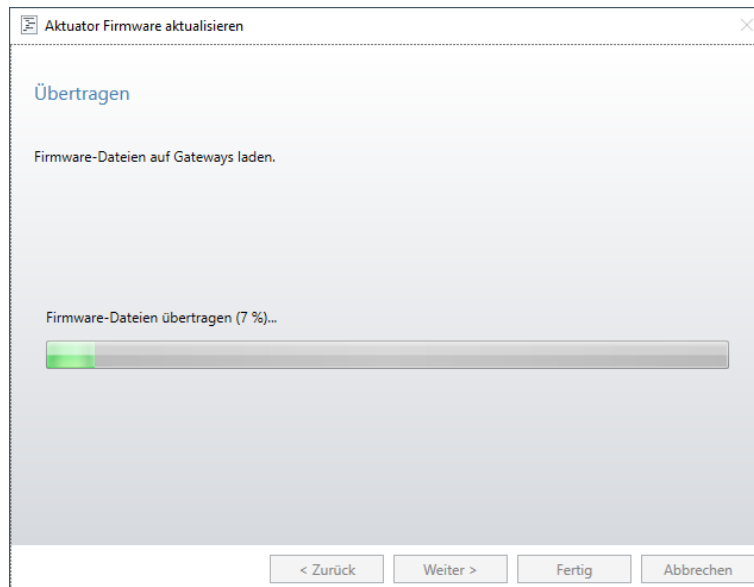 Aktuator Firmware aktualisieren
Übertragen
Firmware-Dateien auf Gateways laden.
Firmware-Dateien übertragen (7 %)...
< Zurück
Weiter >
Fertig
Abbrechen